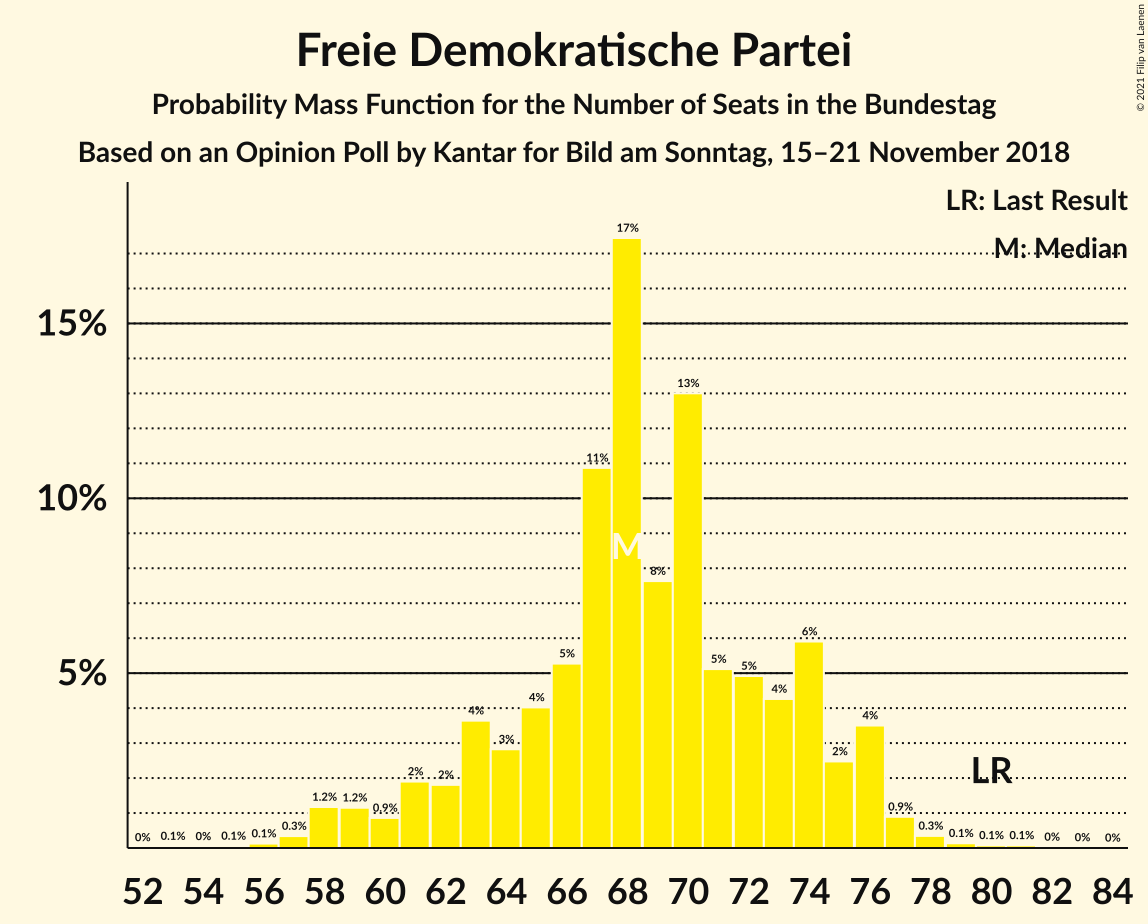 Freie Demokratische Partei
Probability Mass Function for the Number of Seats in the Bundestag
Based on an Opinion Poll by Kantar for Bild am Sonntag, 15–21 November 2018
© 2021 Filip van Laenen
LR: Last Result
M: Median
15%
10%
5%
0% 0.1% 0% 0.1% 0.1% 0.3% 1.2% 1.2% 0.9% 2% 2% 4% 3% 4% 5% 11% 17% 8% 13% 5% 5% 4% 6% 2% 4% 0.9% 0.3% 0.1% 0.1% 0.1% 0% 0% 0%
M
LR
52 54 56 58 60 62 64 66 68 70 72 74 76 78 80 82 84